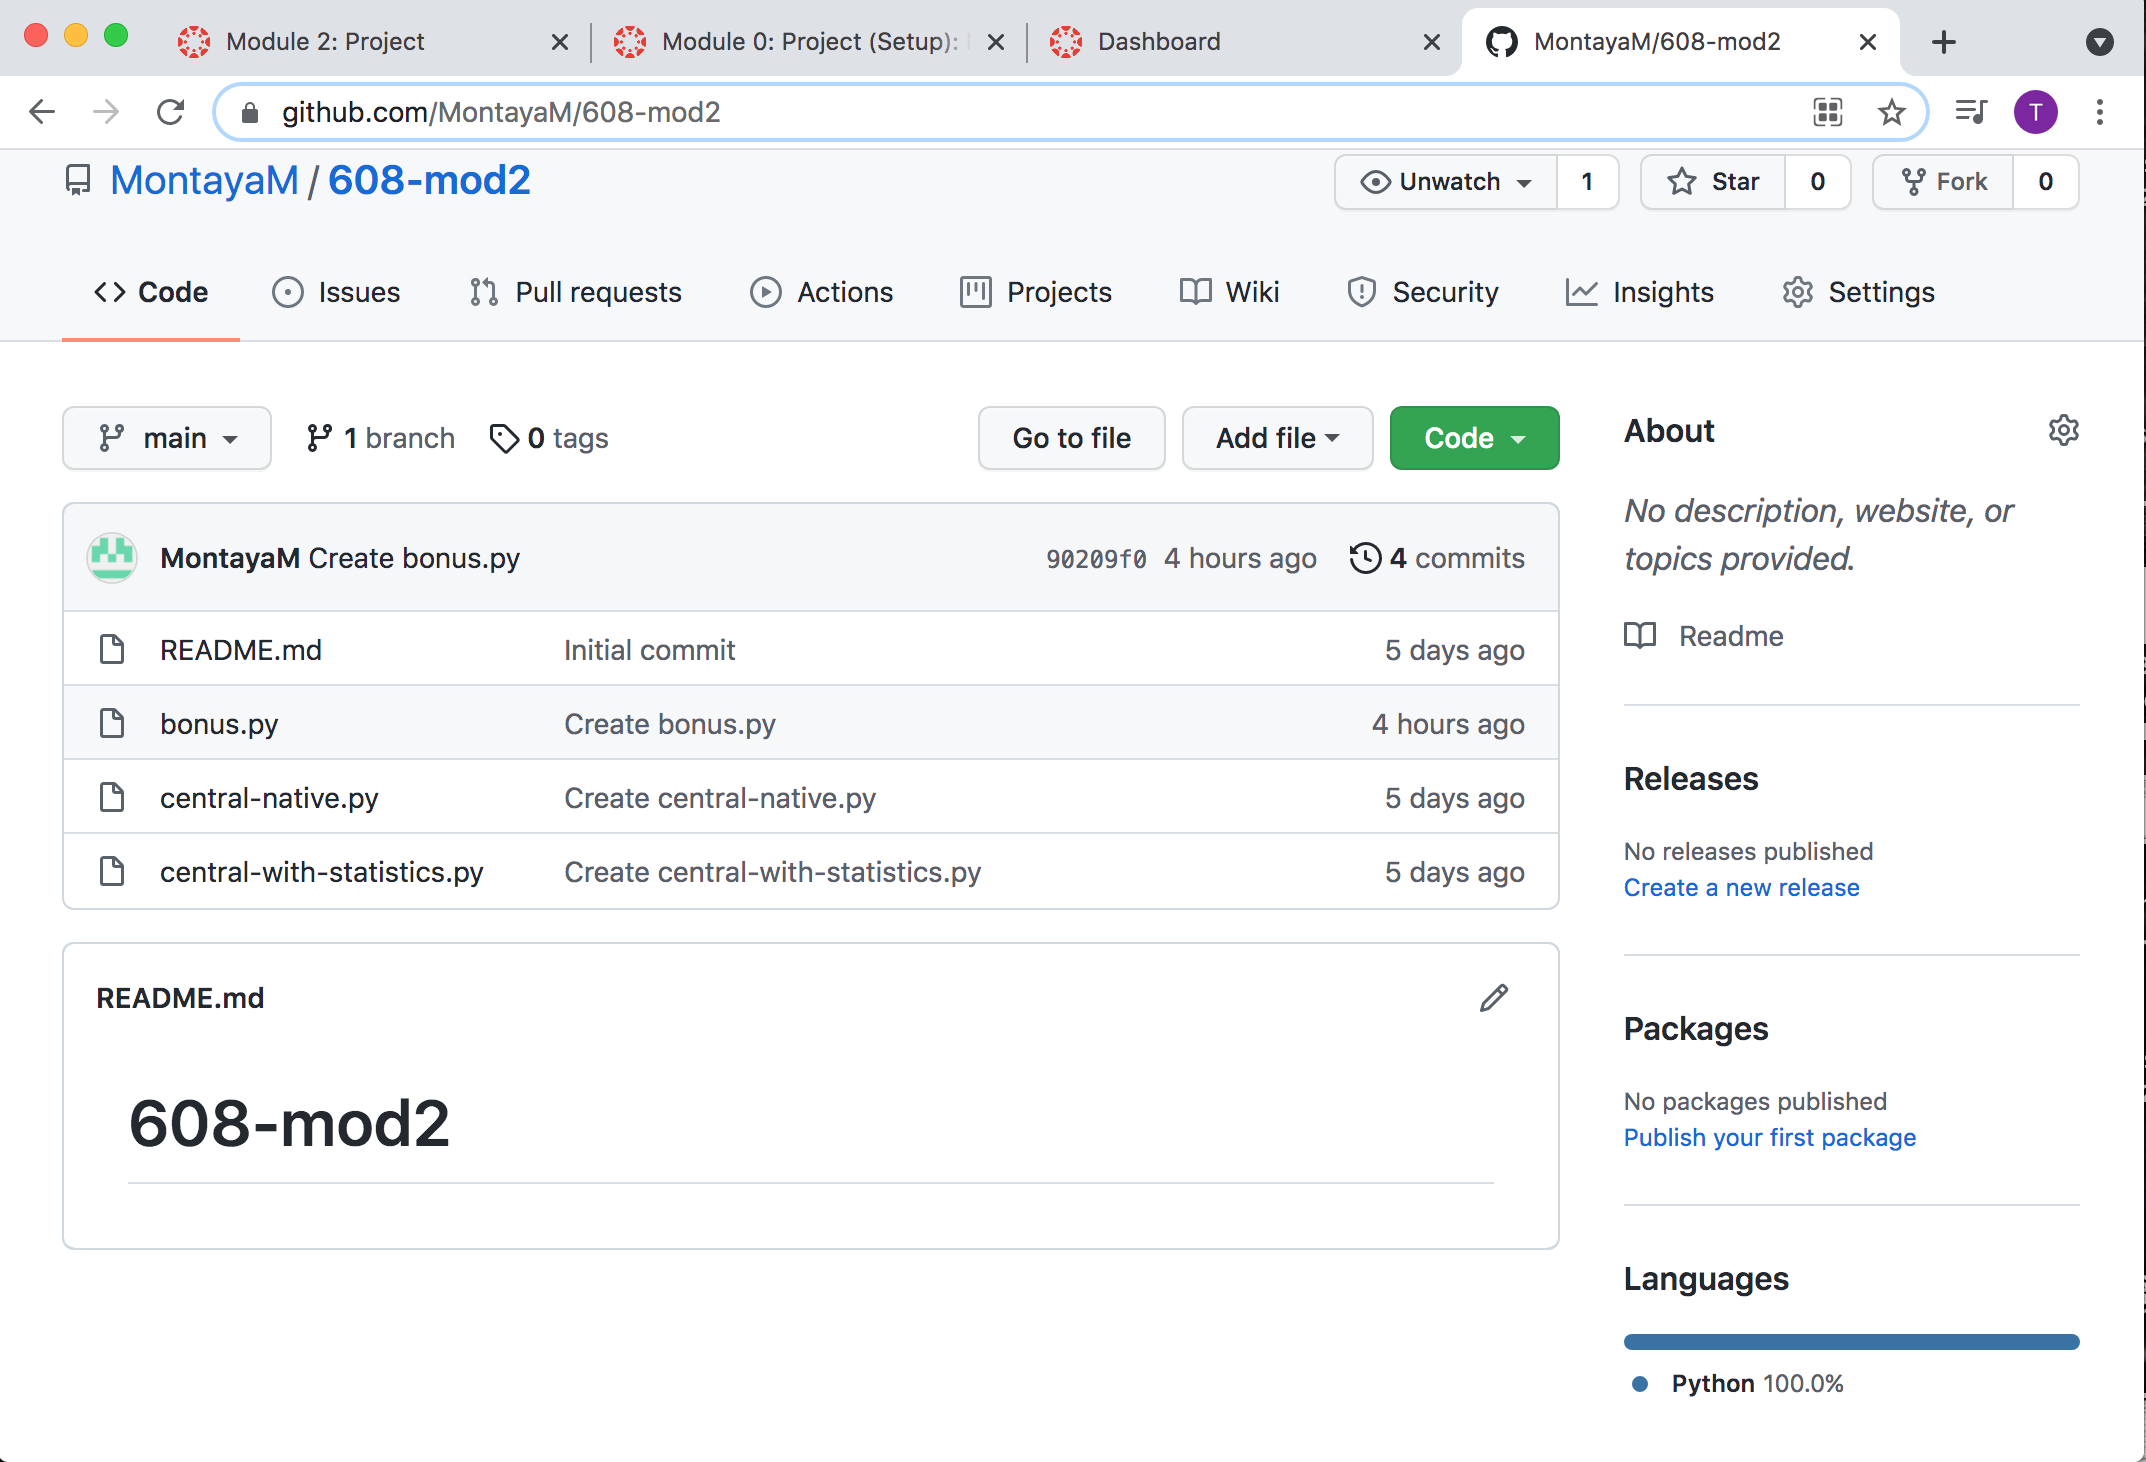 Module 2: Project
Module 0: Project (Setup):
Dashboard
MontayaM/608-mod2
github.com/MontayaM/608-mod2
T
MontayaM / 608-mod2
Unwatch 1
Star 0
Fork 0
Code
Issues
Pull requests
Actions
Projects
Wiki
Security
Insights
Settings
main
1 branch
0 tags
Go to file
Add file
Code
MontayaM Create bonus.py 90209f0 4 hours ago 4 commits
README.md Initial commit 5 days ago
bonus.py Create bonus.py 4 hours ago
central-native.py Create central-native.py 5 days ago
central-with-statistics.py Create central-with-statistics.py 5 days ago
README.md
608-mod2
About
No description, website, or
topics provided.
Readme
Releases
No releases published
Create a new release
Packages
No packages published
Publish your first package
Languages
Python 100.0%